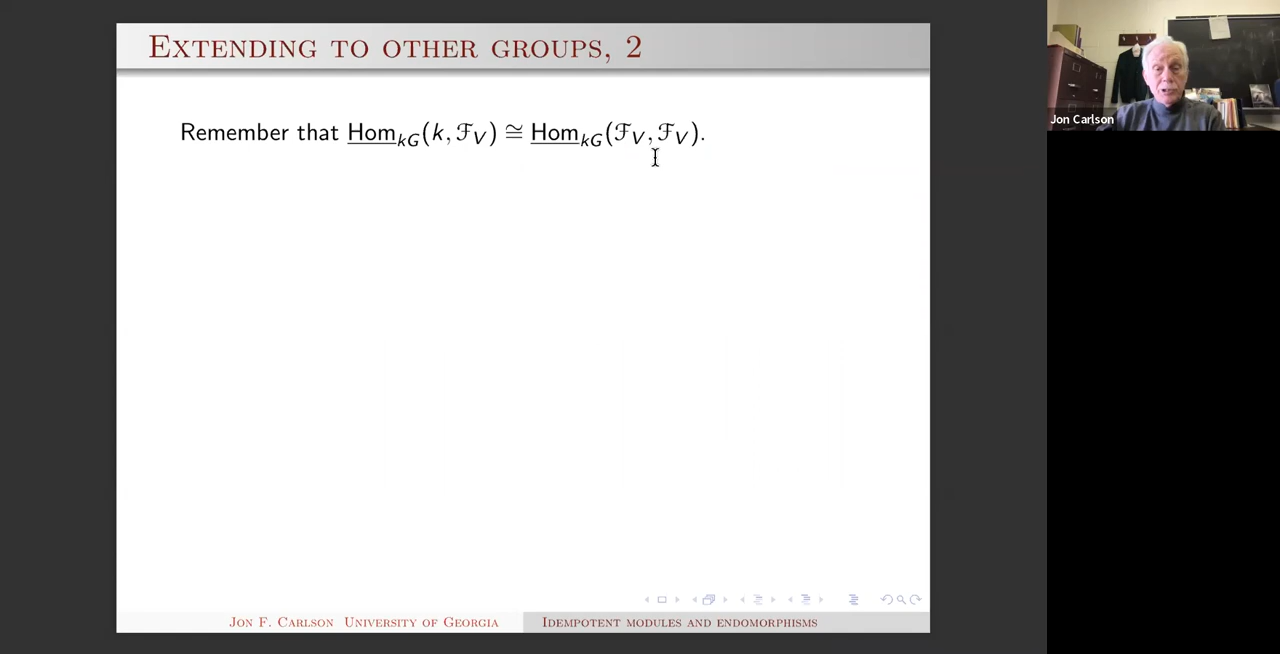 Extending to other groups, 2
Remember that Hom_{kG}(k, ℱ_V) ≅ Hom_{kG}(ℱ_V, ℱ_V).
Jon Carlson
Jon F. Carlson University of Georgia
Idempotent modules and endomorphisms